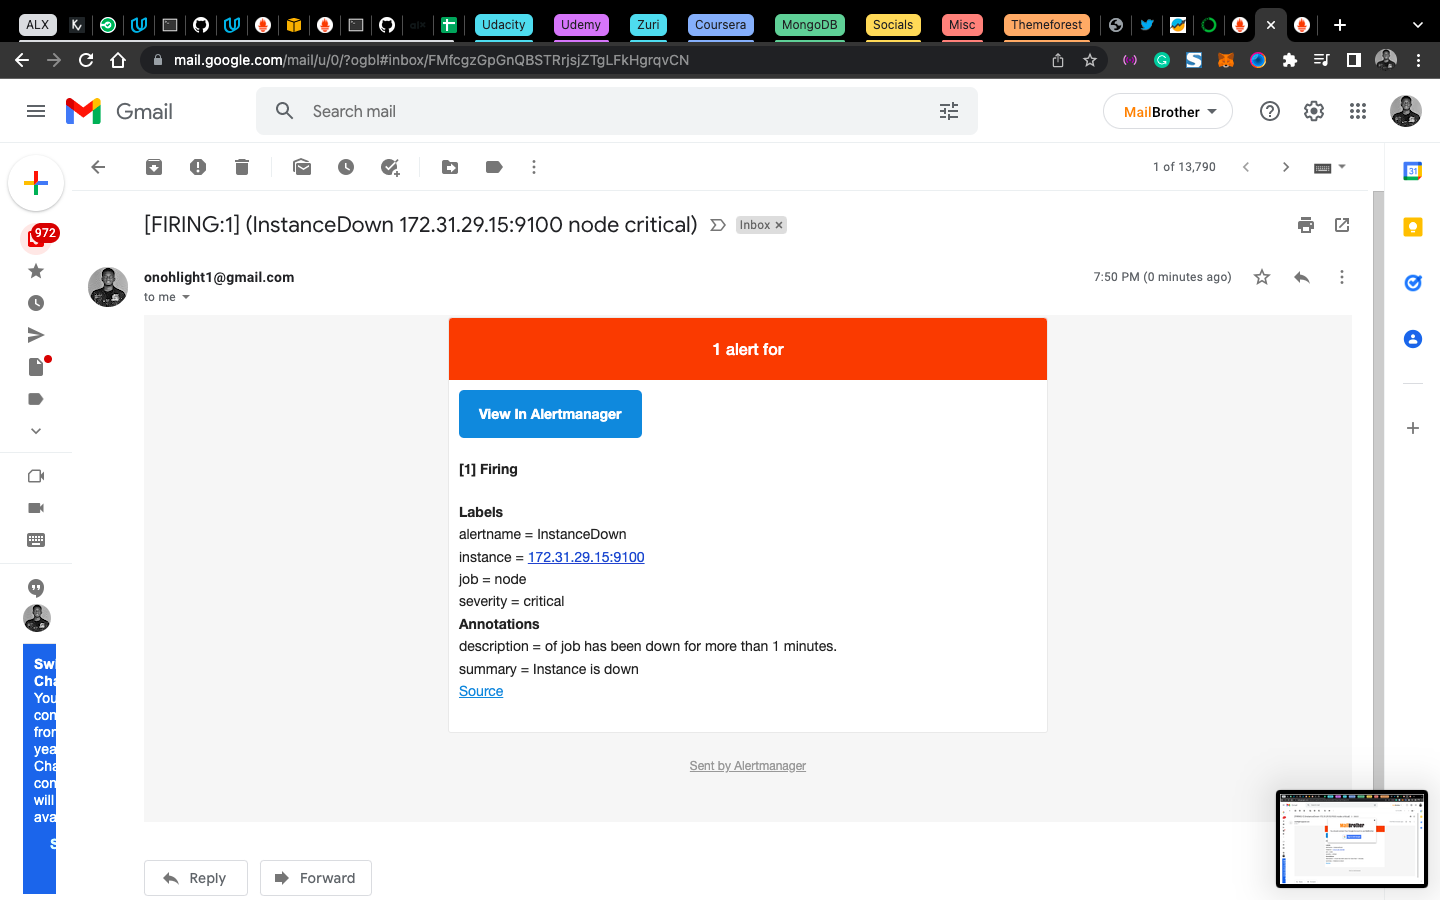 ALX
Udacity
Udemy
Zuri
Coursera
MongoDB
Socials
Misc
Themeforest
mail.google.com/mail/u/0/?ogbl#inbox/FMfcgzGpGnQBSTRrjsjZTgLFkHgrqvCN
Gmail
Search mail
MailBrother
1 of 13,790
31
972
[FIRING:1] (InstanceDown 172.31.29.15:9100 node critical)
Inbox
onohlight1@gmail.com
7:50 PM (0 minutes ago)
to me
1 alert for
View In Alertmanager
[1] Firing
Labels
alertname = InstanceDown
instance = 172.31.29.15:9100
job = node
severity = critical
Annotations
description = of job has been down for more than 1 minutes.
summary = Instance is down
Source
Sent by Alertmanager
Swi
Cha
You
con
fron
yea
Cha
con
will
ava
S
Reply
Forward